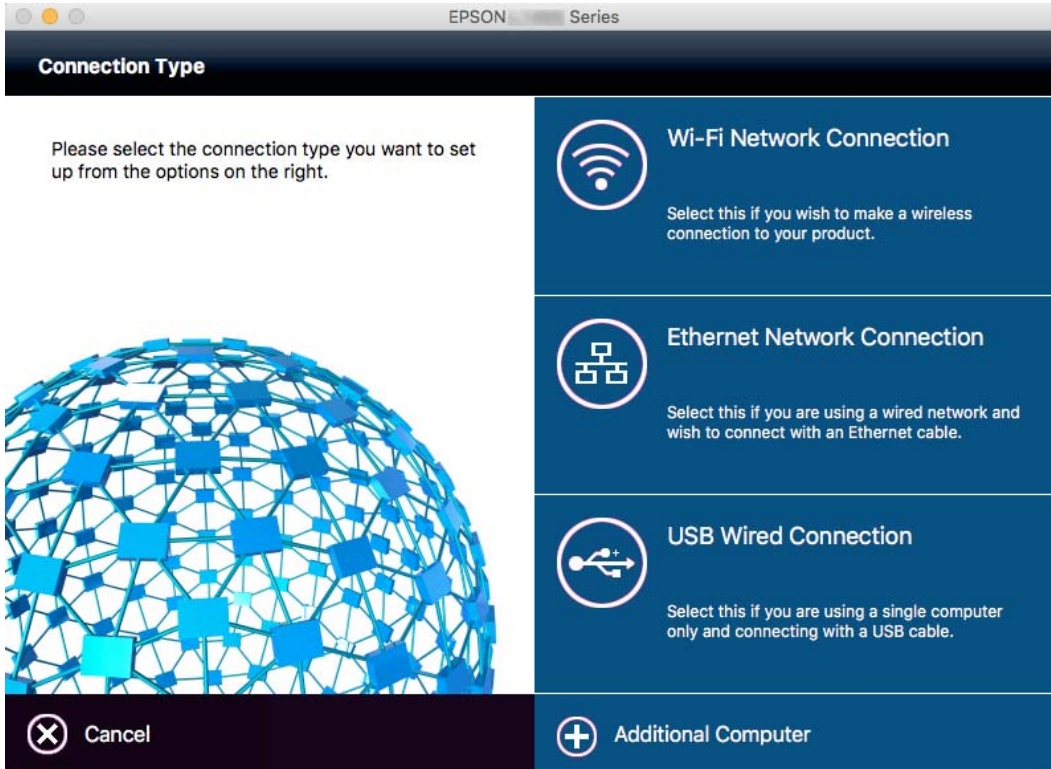 EPSON Series
Connection Type
Please select the connection type you want to set
up from the options on the right.
Wi-Fi Network Connection
Select this if you wish to make a wireless
connection to your product.
Ethernet Network Connection
Select this if you are using a wired network and
wish to connect with an Ethernet cable.
USB Wired Connection
Select this if you are using a single computer
only and connecting with a USB cable.
Cancel
Additional Computer